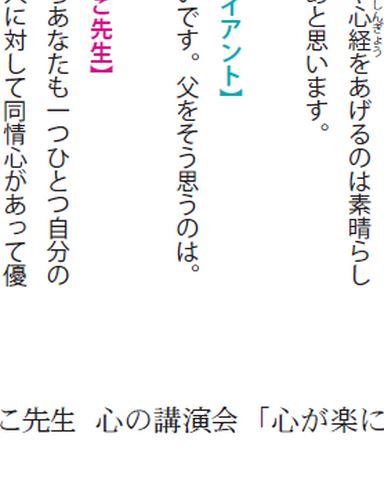 心経をあげるのは素晴らし
と思います。
イアント】
です。父をそう思うのは。
こ先生】
あなたも一つひとつ自分の
に対して同情心があって優
こ先生 心の講演会 「心が楽に